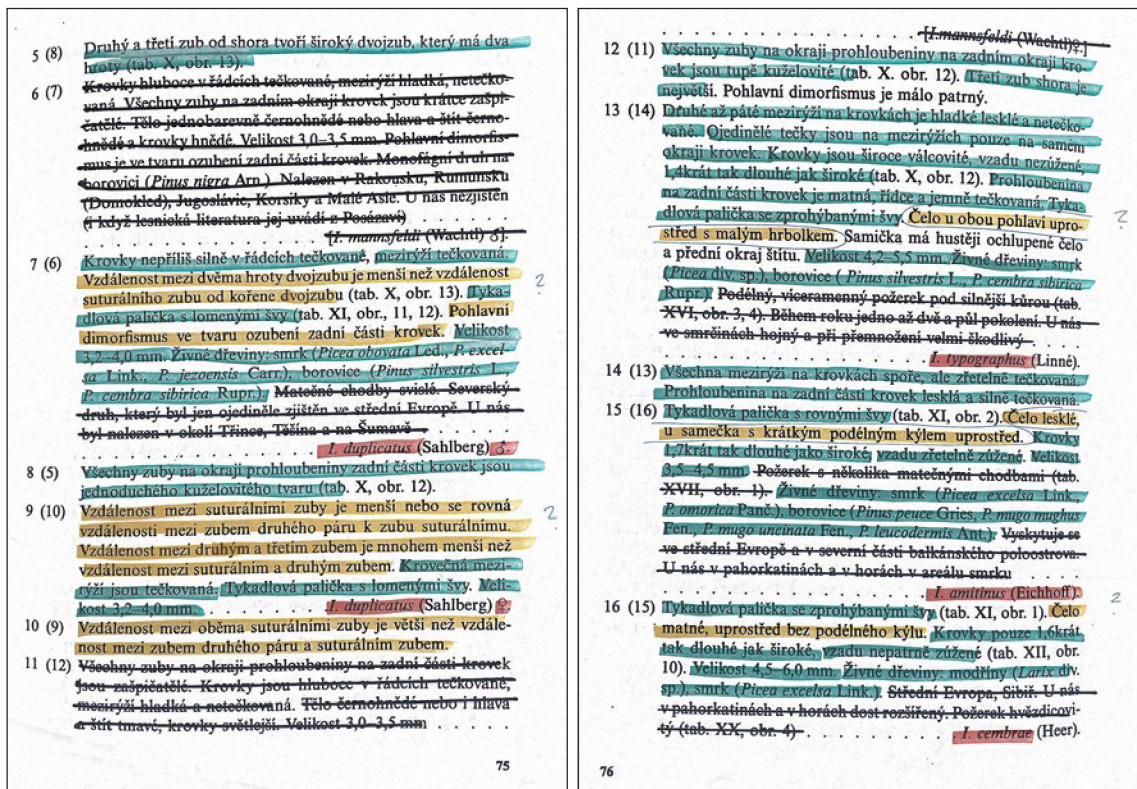 5 (8) Druhý a třetí zub od shora tvoří široký dvojzub, který má dva
hroty (tab. X, obr. 13).
6 (7) Krovky hluboce v řádcích tečkované, mezirýží hladká, netečko-
vaná. Všechny zuby na zadním okraji krovek jsou krátce zašpi-
čatělé. Tělo jednobarevně černohnědé nebo hlava a štít černo-
hnědé a krovky hnědé. Velikost 3,0–3,5 mm. Pohlavní dimorfis-
mus je ve tvaru ozubení zadní části krovek. Monofágní druh na
borovici (Pinus nigra Arn.). Nalezen v Rakousku, Rumunsku
(Domokled), Jugoslávie, Korsiky a Malé Asie. U nás nezjištěn
(i když lesnická literatura jej uvádí z Posázaví)
[I. mannsfeldi (Wachtl) ♂].
7 (6) Krovky nepříliš silně v řádcích tečkované, mezirýží tečkovaná.
Vzdálenost mezi dvěma hroty dvojzubu je menší než vzdálenost
suturálního zubu od kořene dvojzubu (tab. X, obr. 13). Tyka-
dlová palička s lomenými švy (tab. XI, obr., 11, 12). Pohlavní
dimorfismus ve tvaru ozubení zadní části krovek. Velikost
3,2–4,0 mm. Živné dřeviny: smrk (Picea obovata Led., P. excel-
sa Link., P. jezoensis Carr.), borovice (Pinus silvestris L.,
P. cembra sibirica Rupr.). Matečné chodby svislé. Severský
druh, který byl jen ojediněle zjištěn ve střední Evropě. U nás
byl nalezen v okolí Třince, Těšína a na Šumavě
I. duplicatus (Sahlberg) ♂.
8 (5) Všechny zuby na okraji prohloubeniny zadní části krovek jsou
jednoduchého kuželovitého tvaru (tab. X, obr. 12).
9 (10) Vzdálenost mezi suturálními zuby je menší nebo se rovná
vzdálenosti mezi zubem druhého páru k zubu suturálnímu.
Vzdálenost mezi druhým a třetím zubem je mnohem menší než
vzdálenost mezi suturálním a druhým zubem. Krovečná mezi-
rýží jsou tečkovaná. Tykadlová palička s lomenými švy. Veli-
kost 3,2–4,0 mm. I. duplicatus (Sahlberg) ♀.
10 (9) Vzdálenost mezi oběma suturálními zuby je větší než vzdále-
nost mezi zubem druhého páru a suturálním zubem.
11 (12) Všechny zuby na okraji prohloubeniny na zadní části krovek
jsou zašpičatělé. Krovky jsou hluboce v řádcích tečkované,
mezirýží hladká a netečkovaná. Tělo černohnědé nebo i hlava
a štít tmavé, krovky světlejší. Velikost 3,0–3,5 mm
?
?
75
[I. mannsfeldi (Wachtl)♀.]
12 (11) Všechny zuby na okraji prohloubeniny na zadním okraji kro-
vek jsou tupě kuželovité (tab. X. obr. 12). Třetí zub shora je
největší. Pohlavní dimorfismus je málo patrný.
13 (14) Druhé až páté mezirýží na krovkách je hladké lesklé a netečko-
vané. Ojedinělé tečky jsou na mezirýžích pouze na samém
okraji krovek. Krovky jsou široce válcovité, vzadu nezúžené,
1,4krát tak dlouhé jak široké (tab. X, obr. 12). Prohloubenina
na zadní části krovek je matná, řídce a jemně tečkovaná. Tyka-
dlová palička se zprohýbanými švy. Čelo u obou pohlaví upro-
střed s malým hrbolkem. Samička má hustěji ochlupené čelo
a přední okraj štítu. Velikost 4,2–5,5 mm. Živné dřeviny: smrk
(Picea div. sp.), borovice ( Pinus silvestris L., P. cembra sibirica
Rupr.). Podélný, víceramenný požerek pod silnější kůrou (tab.
XVI, obr. 3, 4). Během roku jedno až dvě a půl pokolení. U nás
ve smrčinách hojný a při přemnožení velmi škodlivý
I. typographus (Linné).
14 (13) Všechna mezirýží na krovkách spoře, ale zřetelně tečkovaná.
Prohloubenina na zadní části krovek lesklá a silně tečkovaná.
15 (16) Tykadlová palička s rovnými švy (tab. XI, obr. 2). Čelo lesklé,
u samečka s krátkým podélným kýlem uprostřed. Krovky
1,7krát tak dlouhé jako široké, vzadu zřetelně zúžené. Velikost
3,5–4,5 mm. Požerek s několika matečnými chodbami (tab.
XVII, obr. 1). Živné dřeviny: smrk (Picea excelsa Link.,
P. omorica Panč.), borovice (Pinus peuce Gries, P. mugo mughus
Fen., P. mugo uncinata Fen., P. leucodermis Ant.). Vyskytuje se
ve střední Evropě a v severní části balkánského poloostrova.
U nás v pahorkatinách a v horách v areálu smrku
I. amitinus (Eichhoff).
16 (15) Tykadlová palička se zprohýbanými švy (tab. XI, obr. 1). Čelo
matné, uprostřed bez podélného kýlu. Krovky pouze 1,6krát
tak dlouhé jak široké, vzadu nepatrně zúžené (tab. XII, obr.
10). Velikost 4,5–6,0 mm. Živné dřeviny: modříny (Larix div.
sp.), smrk (Picea excelsa Link.). Střední Evropa, Sibiř. U nás
v pahorkatinách a v horách dost rozšířený. Požerek hvězdicovi-
tý (tab. XX, obr. 4) I. cembrae (Heer).
?
?
76